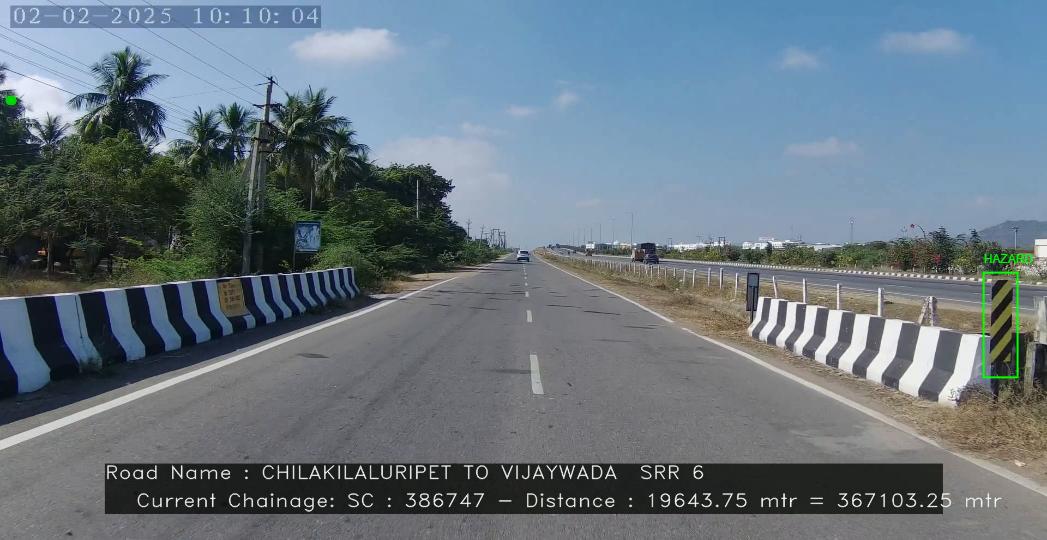 02-02-2025 10:10:04
HAZARD
Road Name : CHILAKILALURIPET TO VIJAYWADA SRR 6
Current Chainage: SC : 386747 - Distance : 19643.75 mtr = 367103.25 mtr